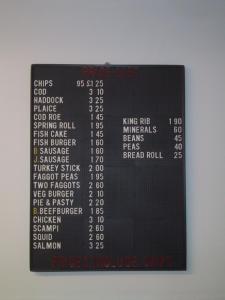 CHIPS 95 £1 25
COD 3 10
HADDOCK 3 25
PLAICE 3 25
COD ROE 1 45
SPRING ROLL 1 95
FISH CAKE 1 45
FISH BURGER 1 60
B.SAUSAGE 1 60
J.SAUSAGE 1 70
TURKEY STICK 2 00
FAGGOT PEAS 1 95
TWO FAGGOTS 2 60
VEG BURGER 2 10
PIE & PASTY 2 20
B.BEEFBURGER 1 85
CHICKEN 3 10
SCAMPI 2 60
SQUID 2 60
SALMON 3 25
KING RIB 1 90
MINERALS 60
BEANS 45
PEAS 40
BREAD ROLL 25